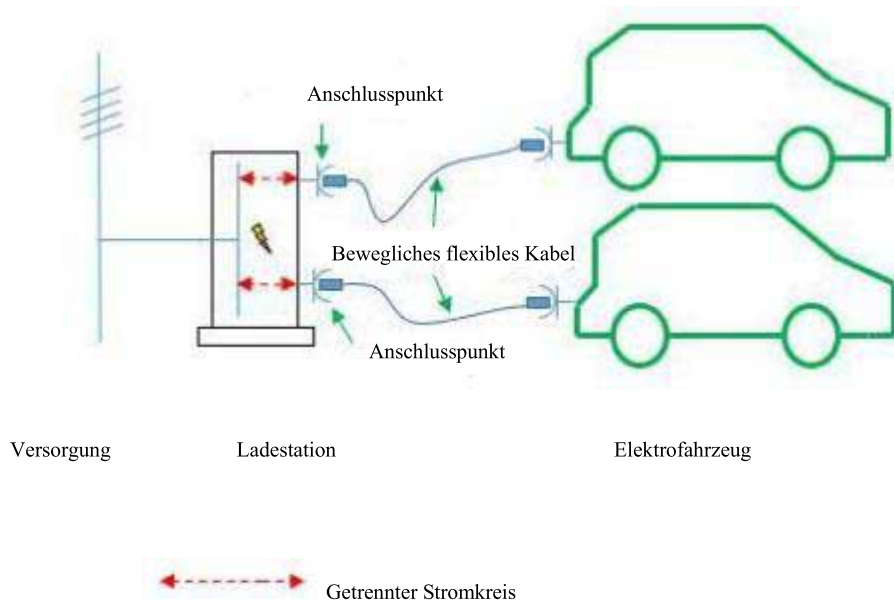 Anschlusspunkt
Bewegliches flexibles Kabel
Anschlusspunkt
Versorgung Ladestation Elektrofahrzeug
Getrennter Stromkreis